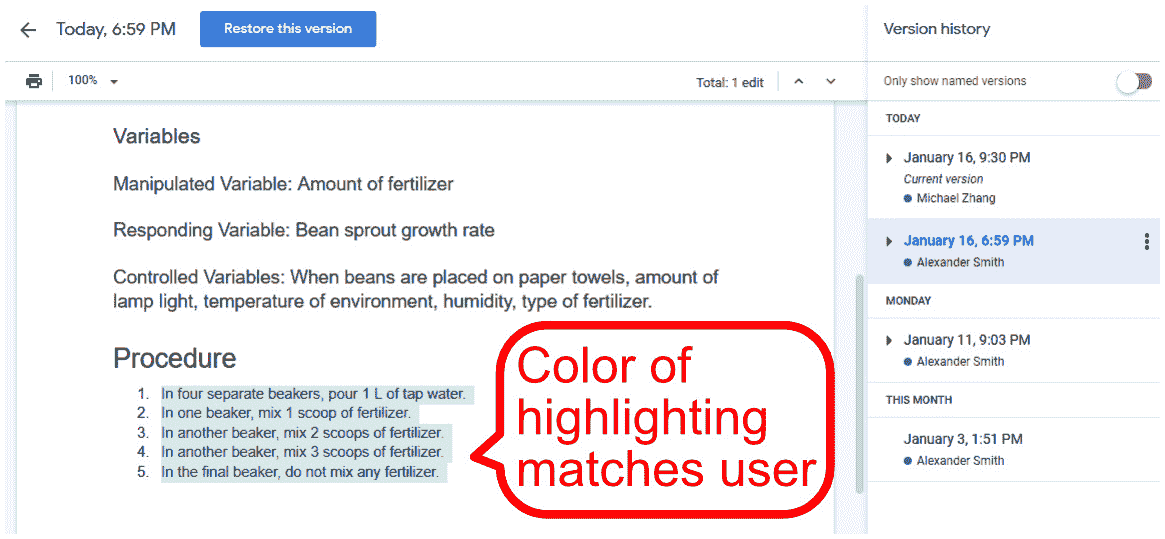 Today, 6:59 PM
Restore this version
Version history
100%
Total: 1 edit
Only show named versions
Variables
Manipulated Variable: Amount of fertilizer
Responding Variable: Bean sprout growth rate
Controlled Variables: When beans are placed on paper towels, amount of
lamp light, temperature of environment, humidity, type of fertilizer.
Procedure
1. In four separate beakers, pour 1 L of tap water.
2. In one beaker, mix 1 scoop of fertilizer.
3. In another beaker, mix 2 scoops of fertilizer.
4. In another beaker, mix 3 scoops of fertilizer.
5. In the final beaker, do not mix any fertilizer.
Color of
highlighting
matches user
TODAY
January 16, 9:30 PM
Current version
Michael Zhang
January 16, 6:59 PM
Alexander Smith
MONDAY
January 11, 9:03 PM
Alexander Smith
THIS MONTH
January 3, 1:51 PM
Alexander Smith